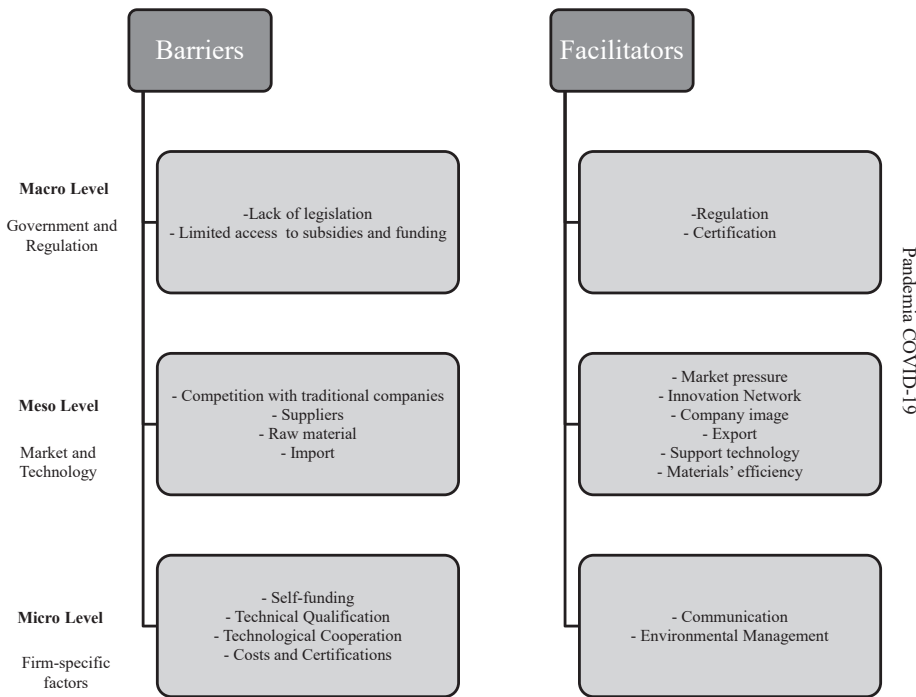 Barriers
Facilitators
Macro Level
Government and
Regulation
-Lack of legislation
- Limited access to subsidies and funding
-Regulation
- Certification
Meso Level
Market and
Technology
- Competition with traditional companies
- Suppliers
- Raw material
- Import
- Market pressure
- Innovation Network
- Company image
- Export
- Support technology
- Materials’ efficiency
Micro Level
Firm-specific
factors
- Self-funding
- Technical Qualification
- Technological Cooperation
- Costs and Certifications
- Communication
- Environmental Management
Pandemia COVID-19